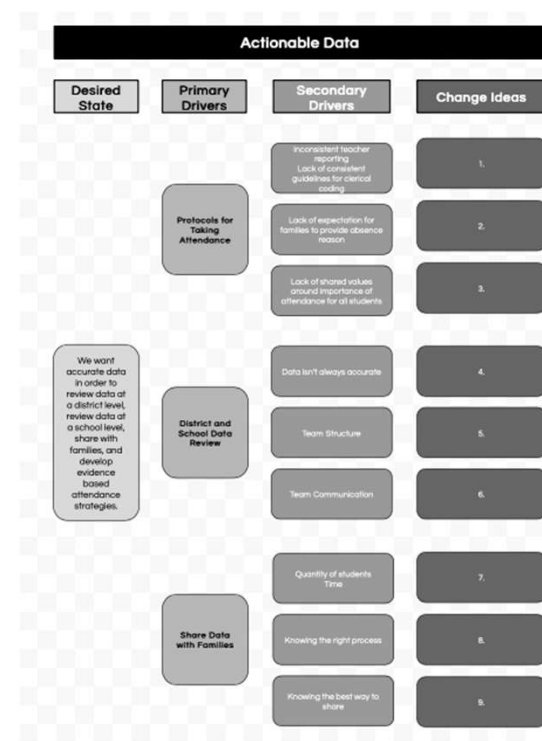 Actionable Data
Desired
State
Primary
Drivers
Secondary
Drivers
Change Ideas
Protocols for
Taking
Attendance
Inconsistent teacher
reporting
Lack of consistent
guidelines for clerical
coding
1.
Lack of expectation for
families to provide absence
reason
2.
Lack of shared values
around importance of
attendance for all students
3.
We want
accurate data
in order to
review data at
a district level,
review data at
a school level,
share with
families, and
develop
evidence
based
attendance
strategies.
District and
School Data
Review
Data isn't always accurate
4.
Team Structure
5.
Team Communication
6.
Share Data
with Families
Quantity of students
Time
7.
Knowing the right process
8.
Knowing the best way to
share
9.